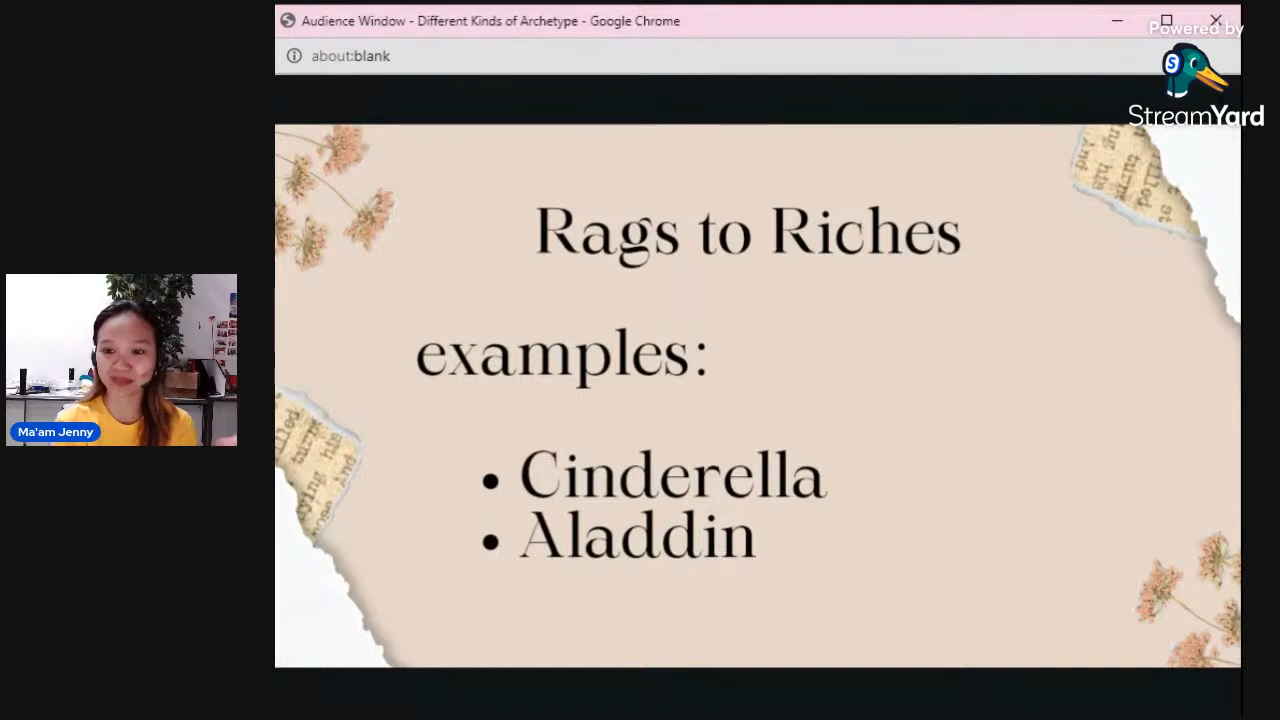 Audience Window - Different Kinds of Archetype - Google Chrome
about:blank
Powered by
S
StreamYard
Rags to Riches
examples:
• Cinderella
• Aladdin
Ma'am Jenny